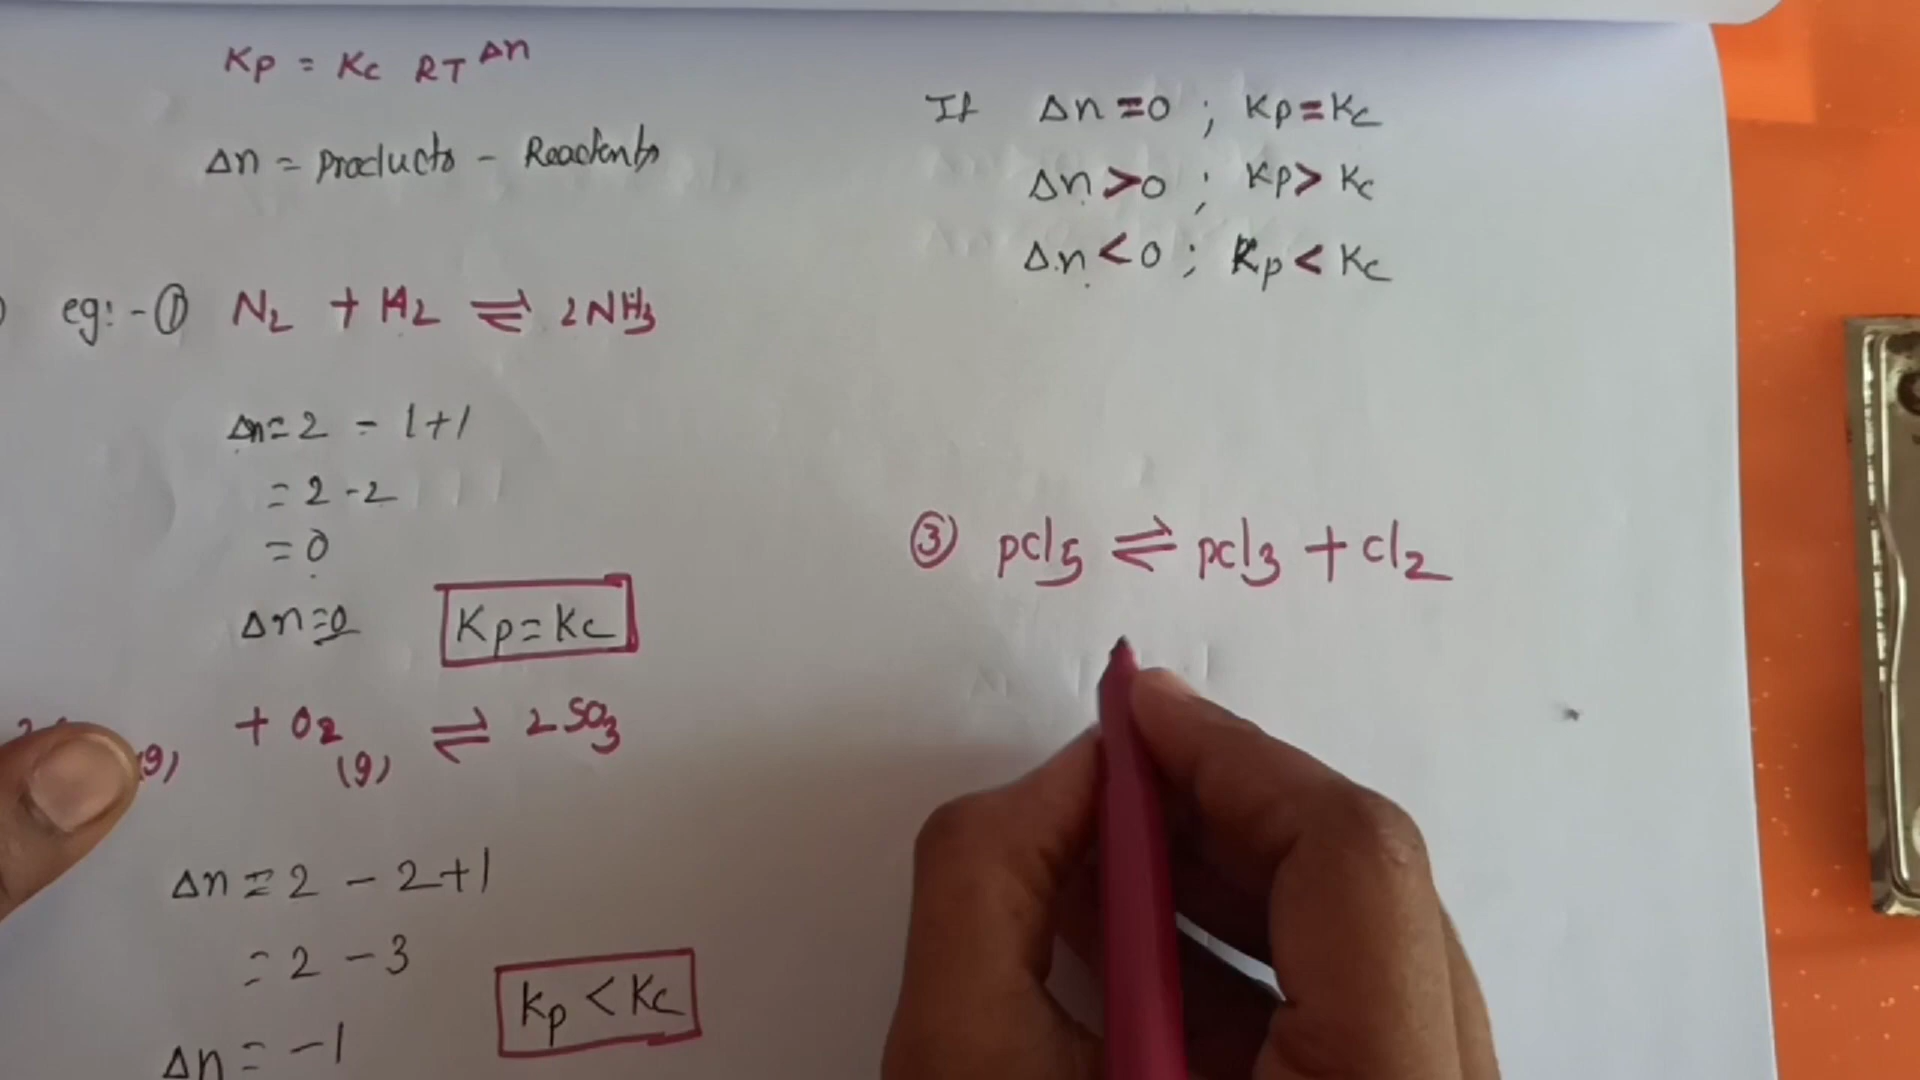 Kp = Kc RT Δn
Δn = Products - Reactents
eg:- ① N2 + H2 ⇌ 2NH3
Δn = 2 - 1+1
= 2 - 2
= 0
Δn = 0
Kp = Kc
(g) + O2 (g) ⇌ 2SO3
Δn = 2 - 2+1
= 2 - 3
Kp < Kc
Δn = -1
If Δn = 0 ; Kp = Kc
Δn > 0 ; Kp > Kc
Δn < 0 ; Kp < Kc
③ pcl5 ⇌ pcl3 + cl2